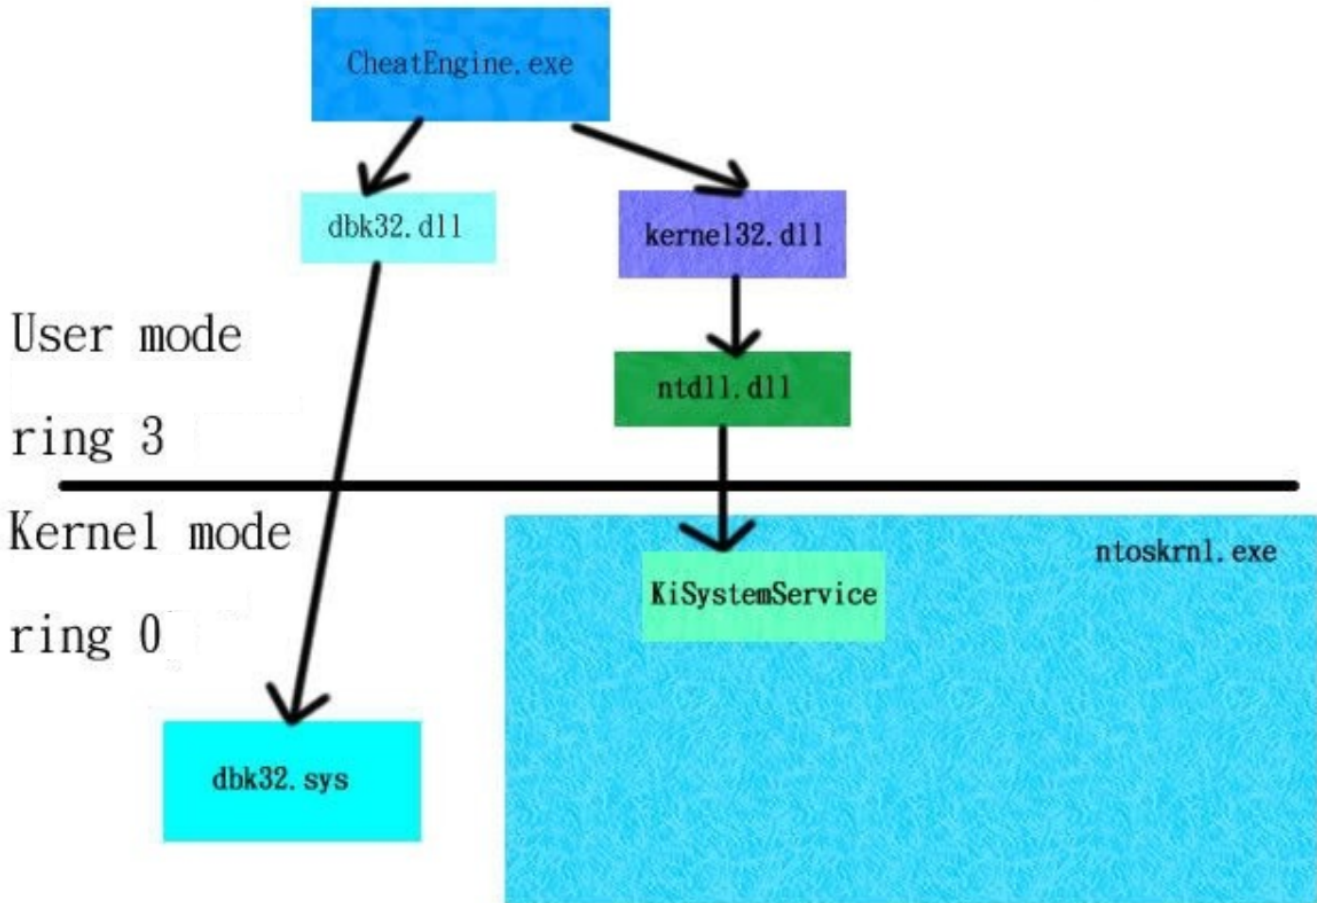 CheatEngine.exe
dbk32.dll
kernel32.dll
User mode
ntdll.dll
ring 3
Kernel mode
ntoskrnl.exe
KiSystemService
ring 0
dbk32.sys